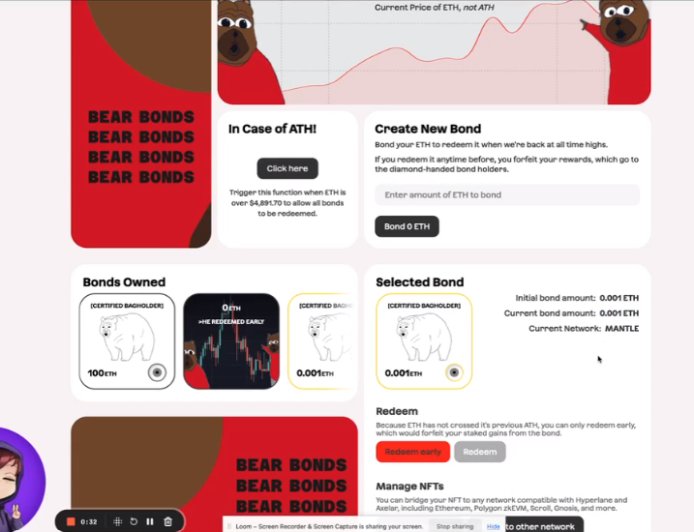 Current Price of ETH, not ATH
BEAR BONDS
BEAR BONDS
BEAR BONDS
BEAR BONDS
In Case of ATH!
Click here
Trigger this function when ETH is
over $4,891.70 to allow all bonds
to be redeemed.
Create New Bond
Bond your ETH to redeem it when we're back at all time highs.
If you redeem it anytime before, you forfeit your rewards, which go to
the diamond-handed bond holders.
Enter amount of ETH to bond
Bond 0 ETH
Bonds Owned
[CERTIFIED BAGHOLDER]
100ETH
0ETH
>HE REDEEMED EARLY
[CERTIFIED BAGHO
0.001ETH
Selected Bond
[CERTIFIED BAGHOLDER]
0.001ETH
Initial bond amount: 0.001 ETH
Current bond amount: 0.001 ETH
Current Network: MANTLE
Redeem
Because ETH has not crossed it's previous ATH, you can only redeem early,
which would forfeit your staked gains from the bond.
Redeem early
Redeem
Manage NFTs
You can bridge your NFT to any network compatible with Hyperlane and
Axelar, including Ethereum, Polygon zkEVM, Scroll, Gnosis, and more.
to other network
BEAR BONDS
BEAR BONDS
BEAR BONDS
0:32
Loom – Screen Recorder & Screen Capture is sharing your screen.
Stop sharing
Hide